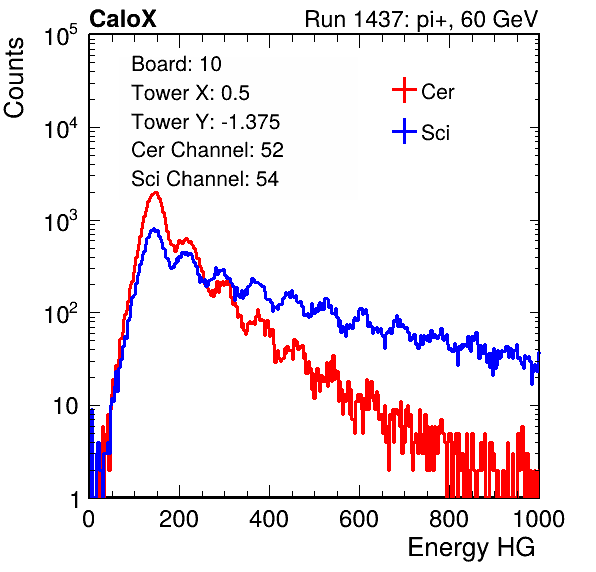 CaloX Run 1437: pi+, 60 GeV
Counts
Board: 10
Tower X: 0.5
Tower Y: -1.375
Cer Channel: 52
Sci Channel: 54
Cer
Sci
10^5
10^4
10^3
10^2
10
1
0 200 400 600 800 1000
Energy HG